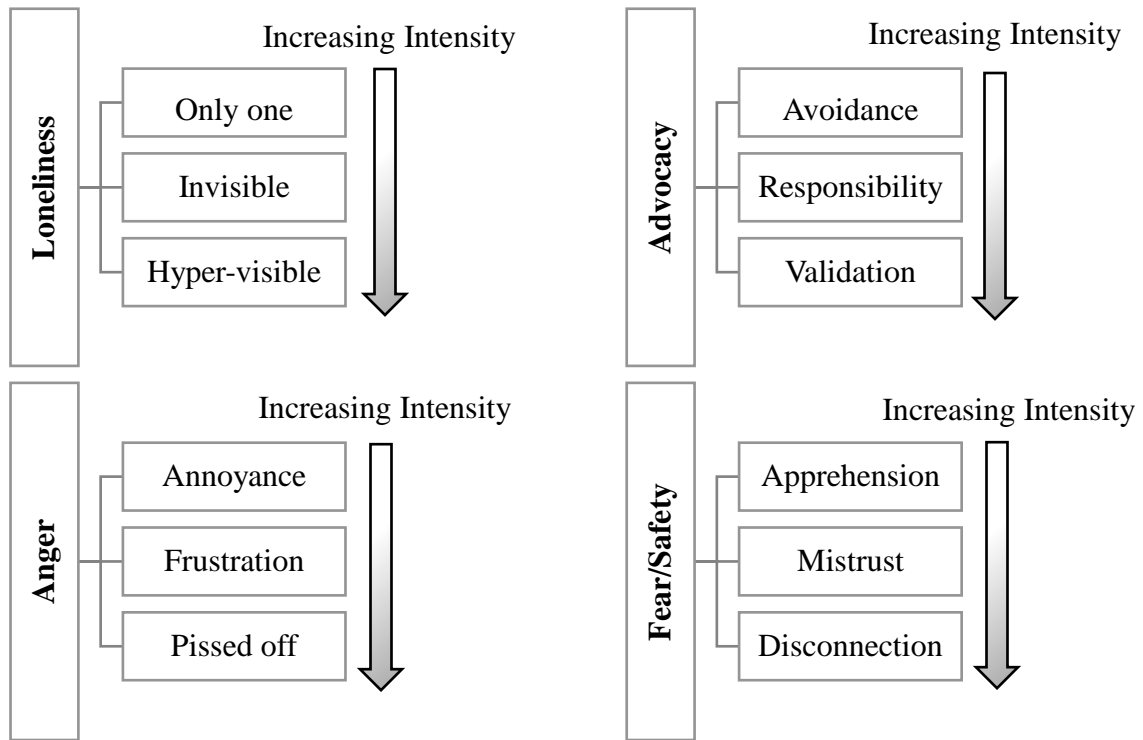 Loneliness
Increasing Intensity
Only one
Invisible
Hyper-visible
Advocacy
Increasing Intensity
Avoidance
Responsibility
Validation
Anger
Increasing Intensity
Annoyance
Frustration
Pissed off
Fear/Safety
Increasing Intensity
Apprehension
Mistrust
Disconnection